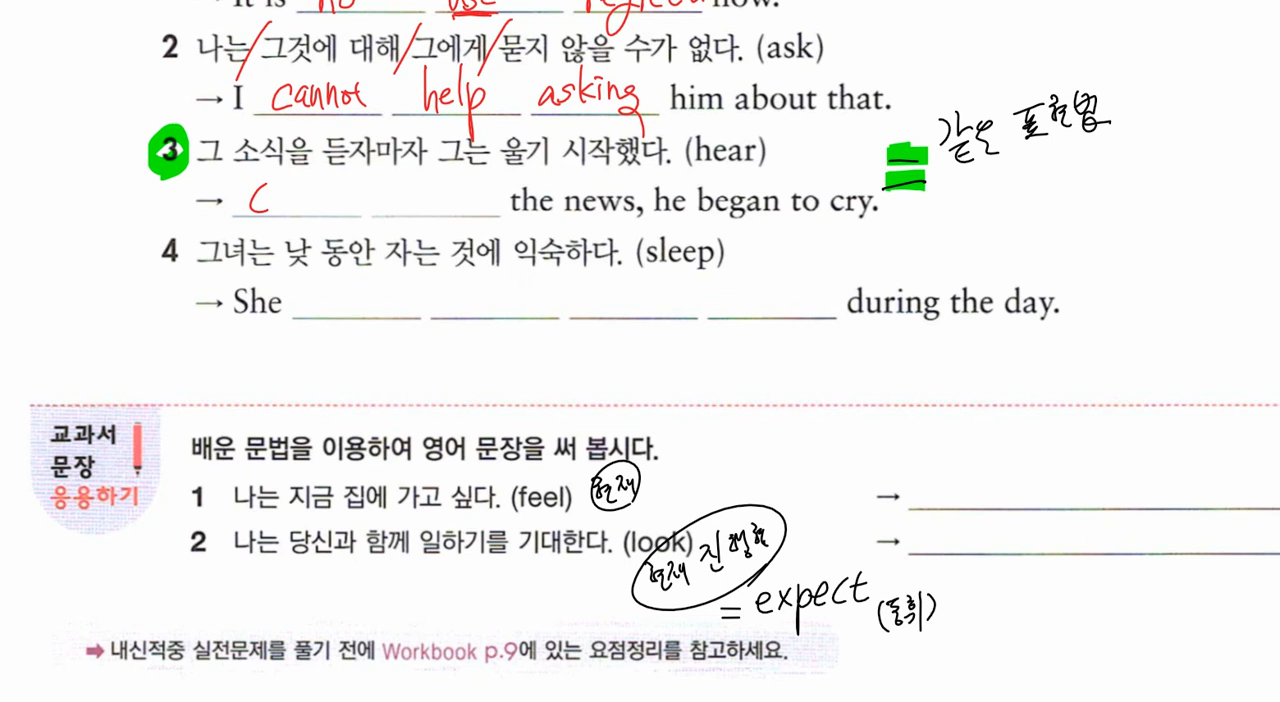 → It is no use now.
2 나는/그것에 대해/그에게/묻지 않을 수가 없다. (ask)
→ I cannot help asking him about that.
3 그 소식을 듣자마자 그는 울기 시작했다. (hear)
= 같은 표현법
→ C the news, he began to cry.
4 그녀는 낮 동안 자는 것에 익숙하다. (sleep)
→ She during the day.
교과서
문장
응용하기
배운 문법을 이용하여 영어 문장을 써 봅시다.
1 나는 지금 집에 가고 싶다. (feel) 현재 →
2 나는 당신과 함께 일하기를 기대한다. (look) →
현재 진행형
= expect (동휘)
➡ 내신적중 실전문제를 풀기 전에 Workbook p.9에 있는 요점정리를 참고하세요.